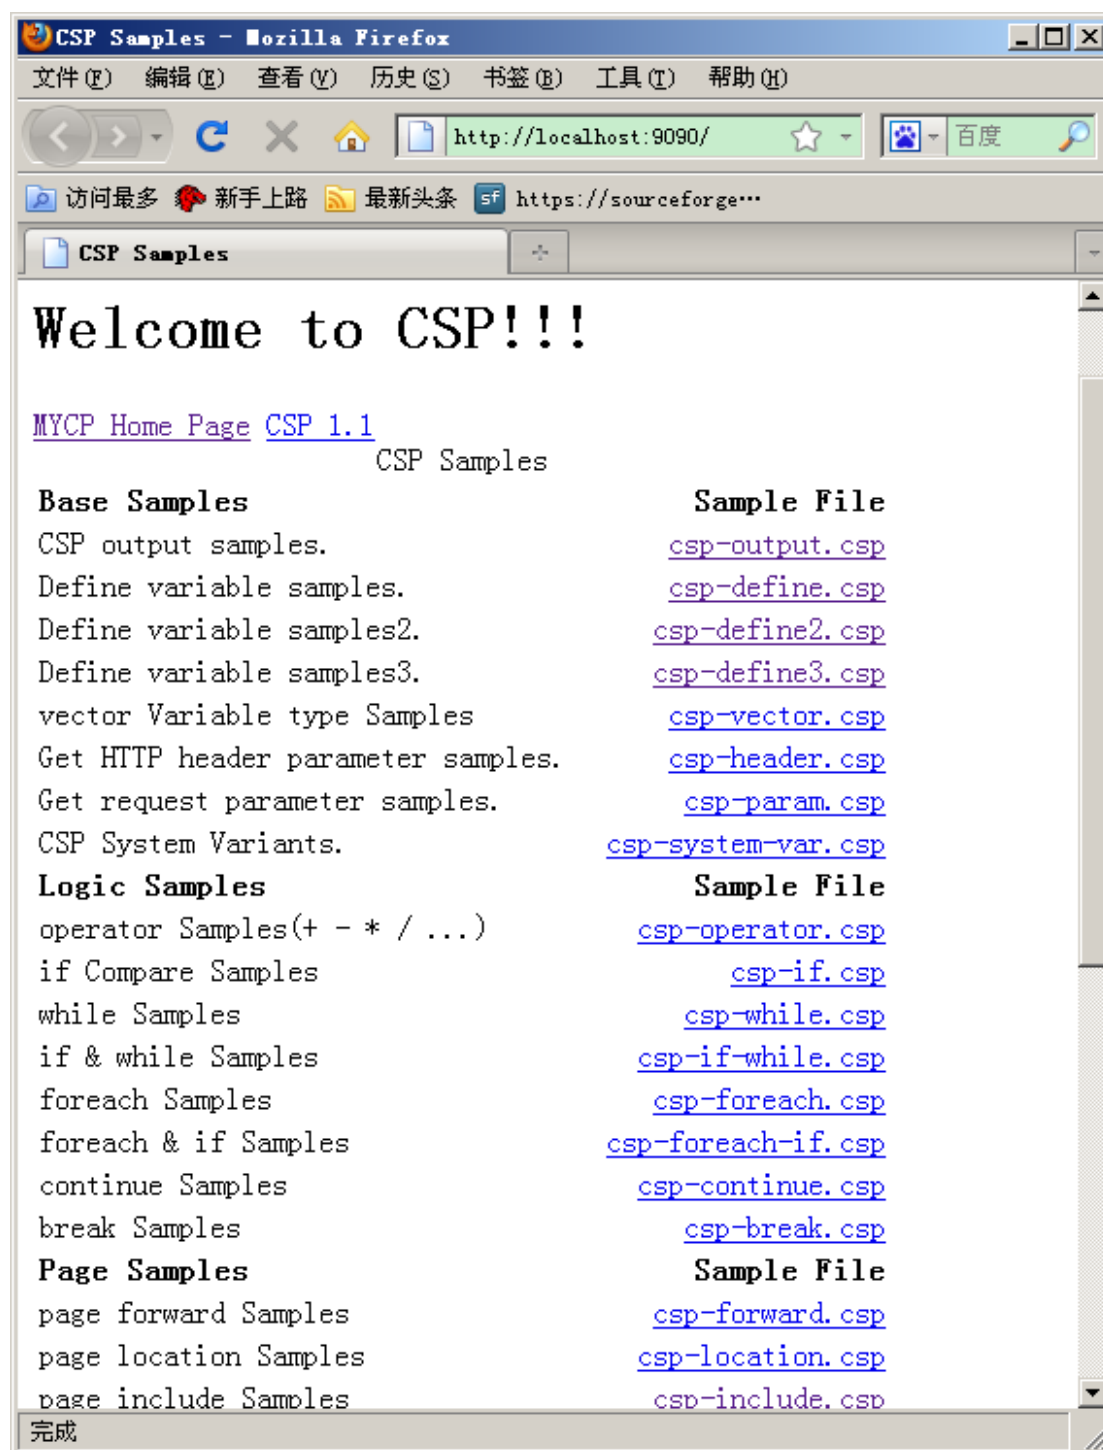 CSP Samples - Mozilla Firefox
文件(F) 编辑(E) 查看(V) 历史(S) 书签(B) 工具(T) 帮助(H)
http://localhost:9090/ 百度
访问最多 新手上路 最新头条 sf https://sourceforge…
CSP Samples
Welcome to CSP!!!
MYCP Home Page CSP 1.1
CSP Samples
Base Samples Sample File
CSP output samples. csp-output.csp
Define variable samples. csp-define.csp
Define variable samples2. csp-define2.csp
Define variable samples3. csp-define3.csp
vector Variable type Samples csp-vector.csp
Get HTTP header parameter samples. csp-header.csp
Get request parameter samples. csp-param.csp
CSP System Variants. csp-system-var.csp
Logic Samples Sample File
operator Samples(+ - * / ...) csp-operator.csp
if Compare Samples csp-if.csp
while Samples csp-while.csp
if & while Samples csp-if-while.csp
foreach Samples csp-foreach.csp
foreach & if Samples csp-foreach-if.csp
continue Samples csp-continue.csp
break Samples csp-break.csp
Page Samples Sample File
page forward Samples csp-forward.csp
page location Samples csp-location.csp
page include Samples csp-include.csp
完成